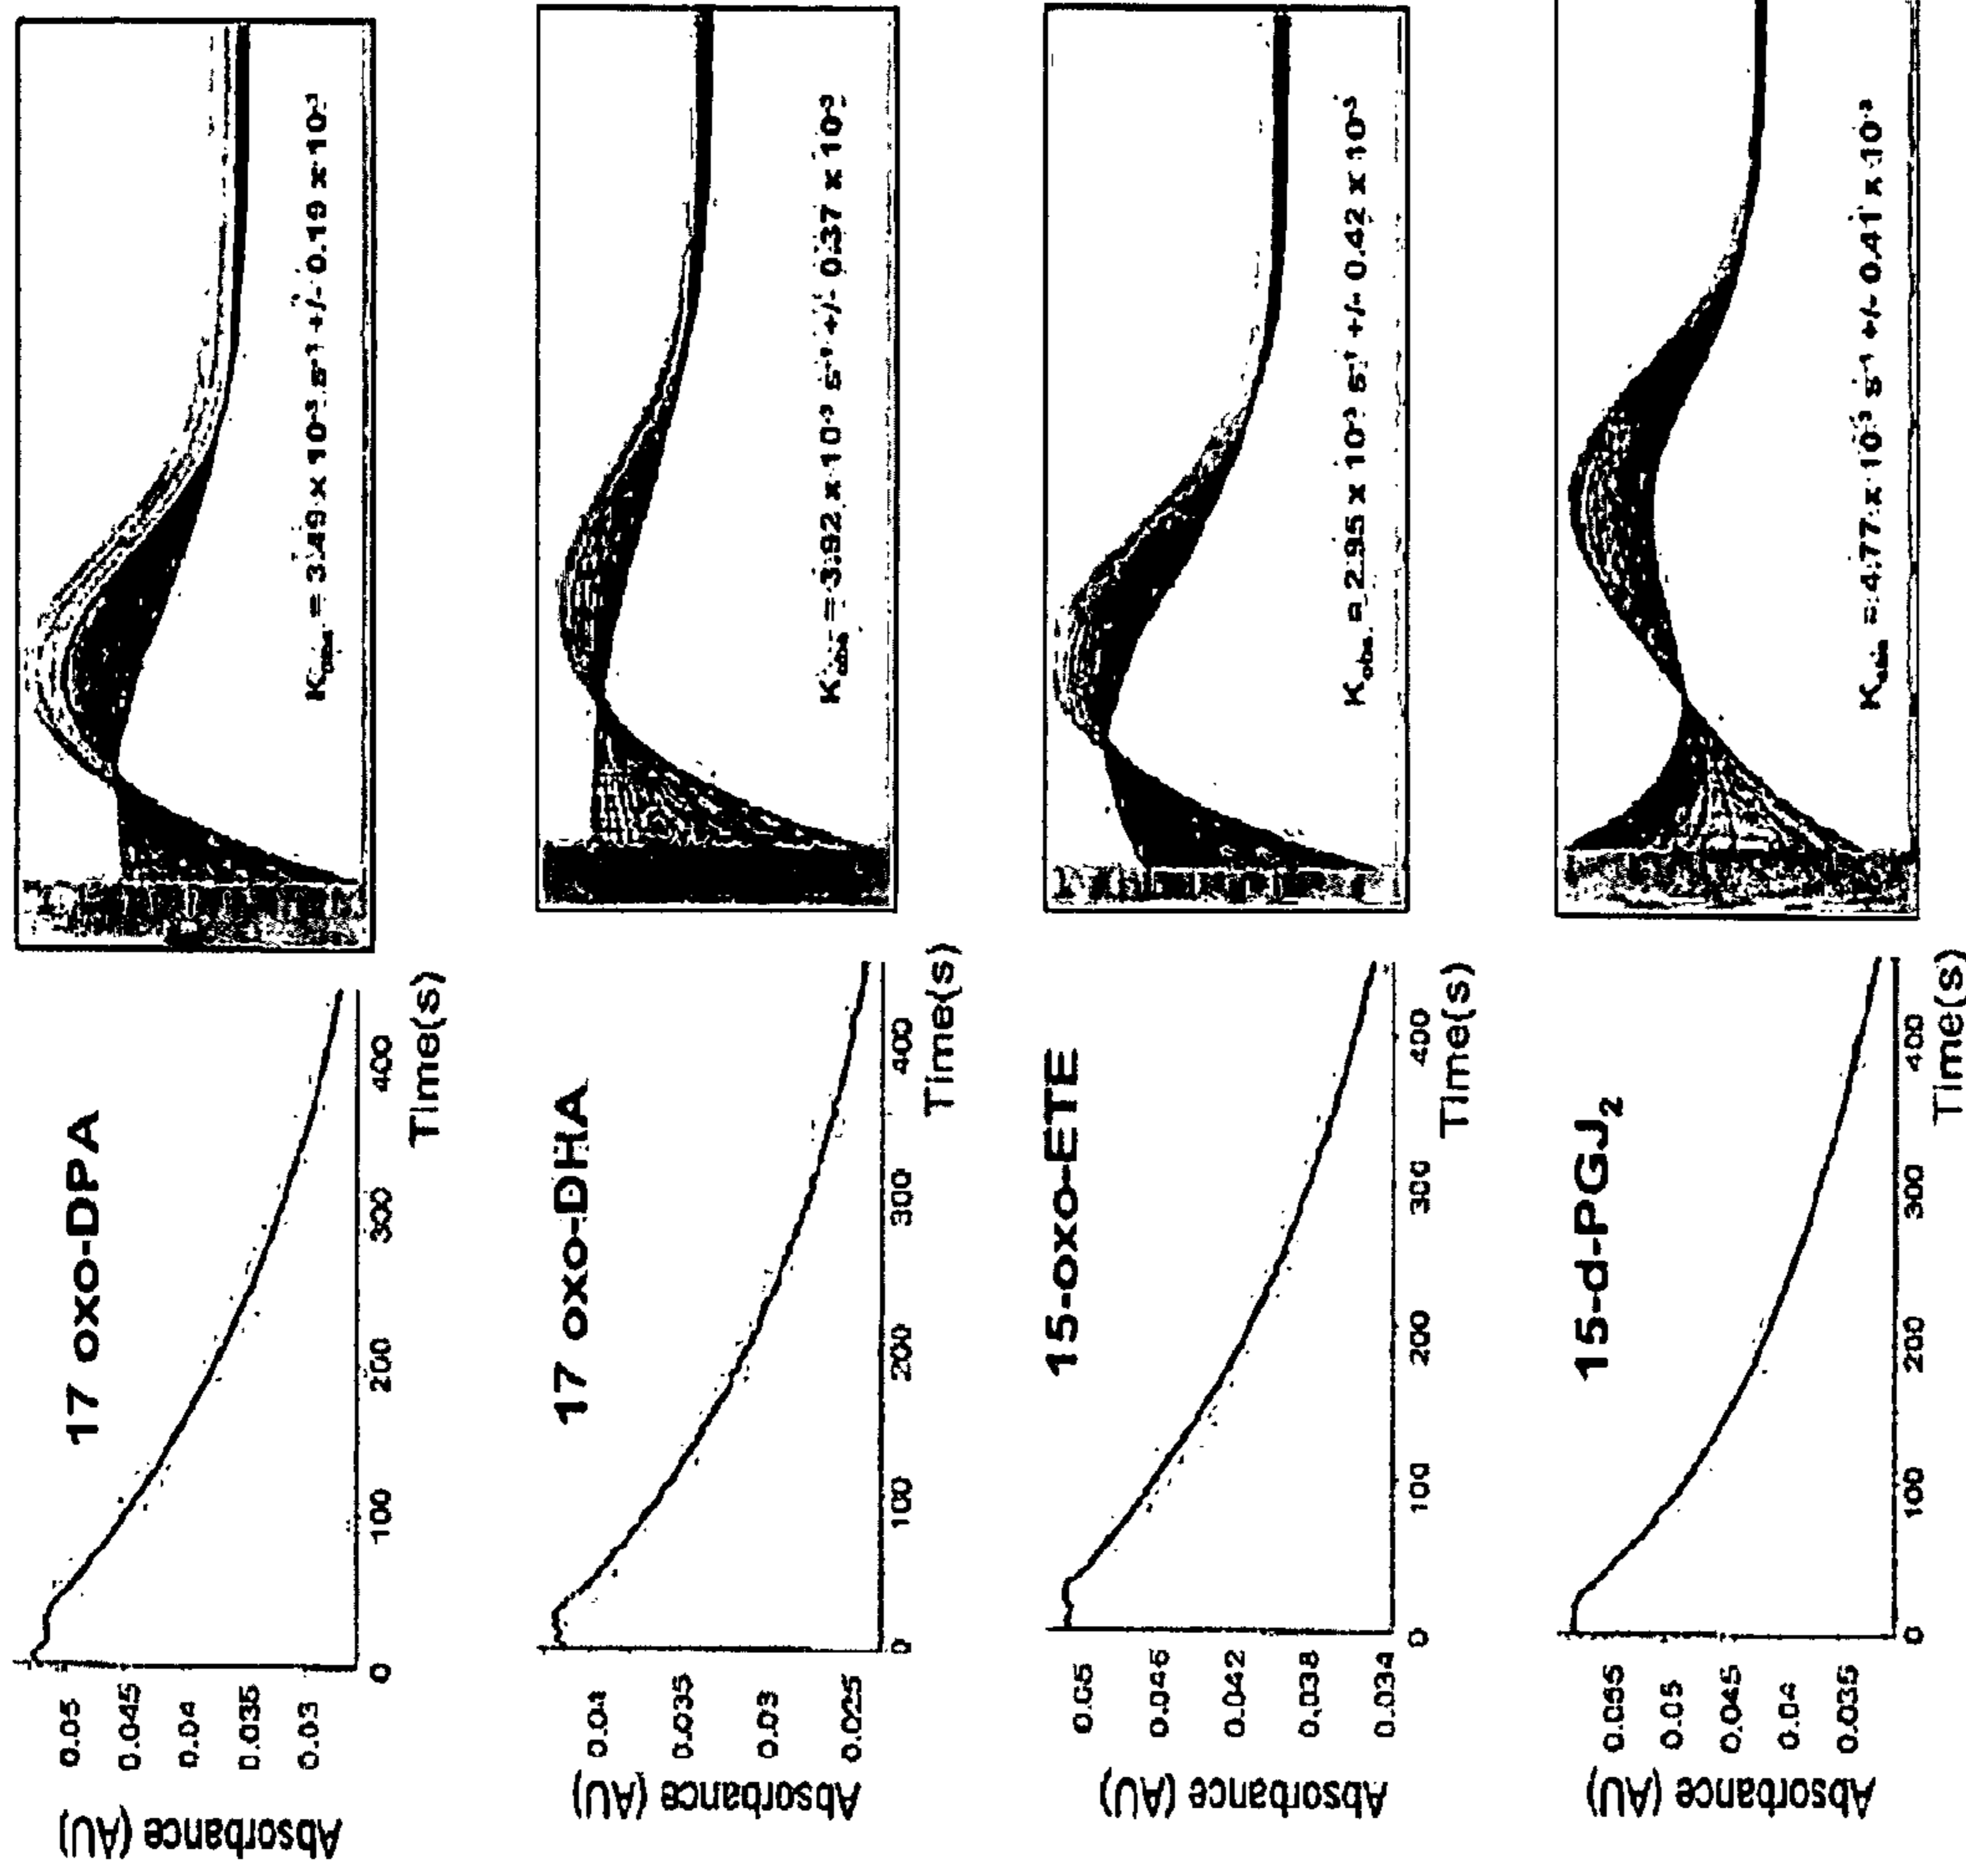 17 oxo-DPA
Absorbance (AU)
0.05
0.045
0.04
0.035
0.03
0
100
200
300
400
Time(s)
Kobs = 3.49 x 10-3 s-1 +/- 0.19 x 10-3
17 oxo-DHA
Absorbance (AU)
0.04
0.035
0.03
0.025
0
100
200
300
400
Time(s)
Kobs = 3.92 x 10-3 s-1 +/- 0.37 x 10-3
15-oxo-ETE
Absorbance (AU)
0.05
0.046
0.042
0.038
0.034
0
100
200
300
400
Time(s)
Kobs = 2.95 x 10-3 s-1 +/- 0.42 x 10-3
15-d-PGJ2
Absorbance (AU)
0.055
0.05
0.045
0.04
0.035
0
100
200
300
400
Time(s)
Kobs = 4.77 x 10-3 s-1 +/- 0.41 x 10-3